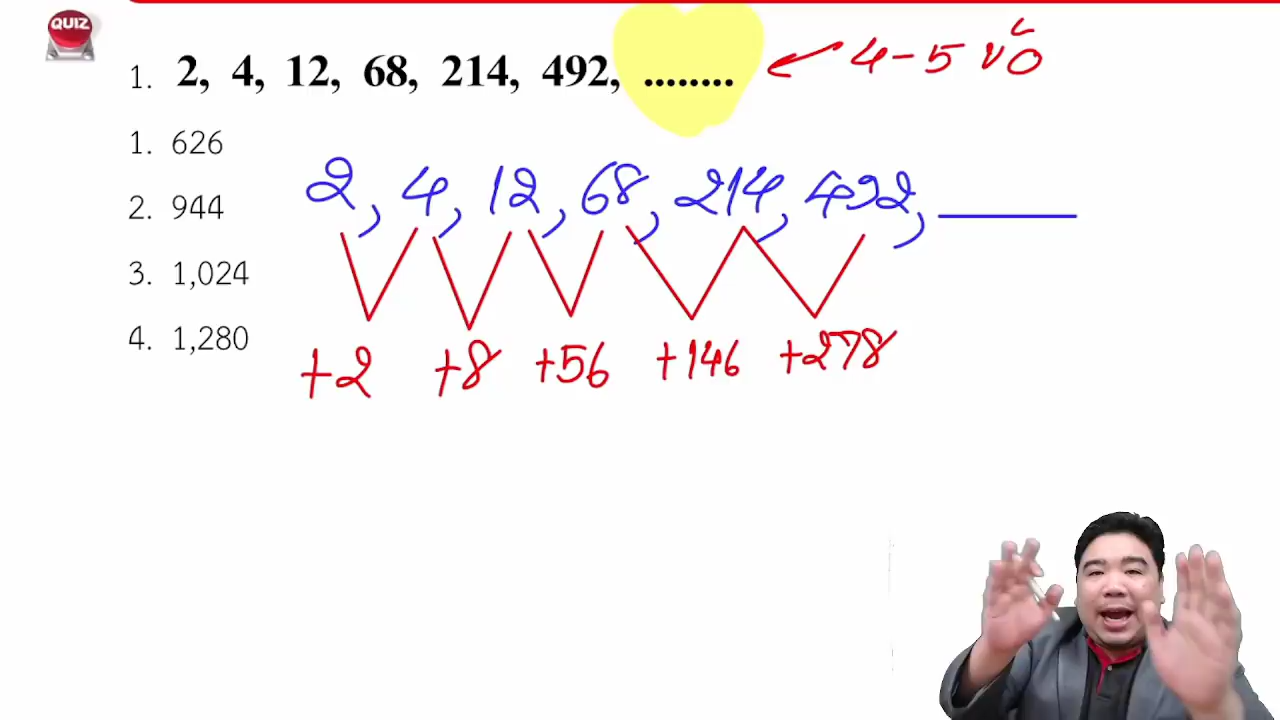 QUIZ
1. 2, 4, 12, 68, 214, 492, ........
4-5 ข้อ
1. 626
2. 944
3. 1,024
4. 1,280
2, 4, 12, 68, 214, 492, ______
+2 +8 +56 +146 +278